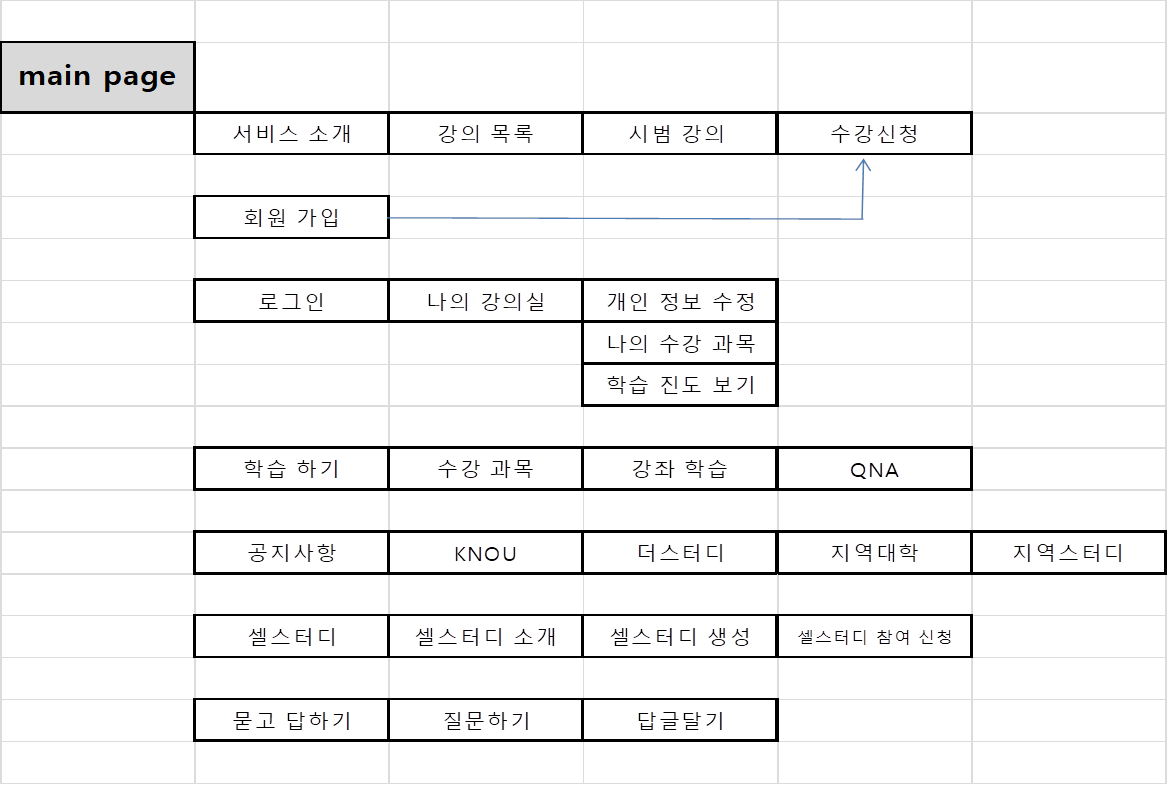 main page
서비스 소개 강의 목록 시범 강의 수강신청
회원 가입
로그인 나의 강의실 개인 정보 수정
나의 수강 과목
학습 진도 보기
학습 하기 수강 과목 강좌 학습 QNA
공지사항 KNOU 더스터디 지역대학 지역스터디
셀스터디 셀스터디 소개 셀스터디 생성 셀스터디 참여 신청
묻고 답하기 질문하기 답글달기